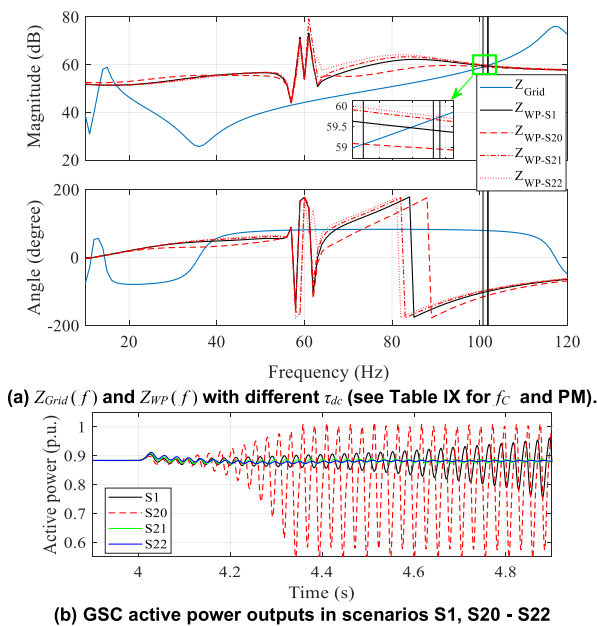 80
60
40
20
Magnitude (dB)
60
59.5
59
Z_Grid
Z_WP-S1
Z_WP-S20
Z_WP-S21
Z_WP-S22
200
0
-200
Angle (degree)
20 40 60 80 100 120
Frequency (Hz)
(a) Z_Grid(f) and Z_WP(f) with different τ_dc (see Table IX for f_C and PM).
1
0.9
0.8
0.7
0.6
Active power (p.u.)
S1
S20
S21
S22
4 4.2 4.4 4.6 4.8
Time (s)
(b) GSC active power outputs in scenarios S1, S20 - S22